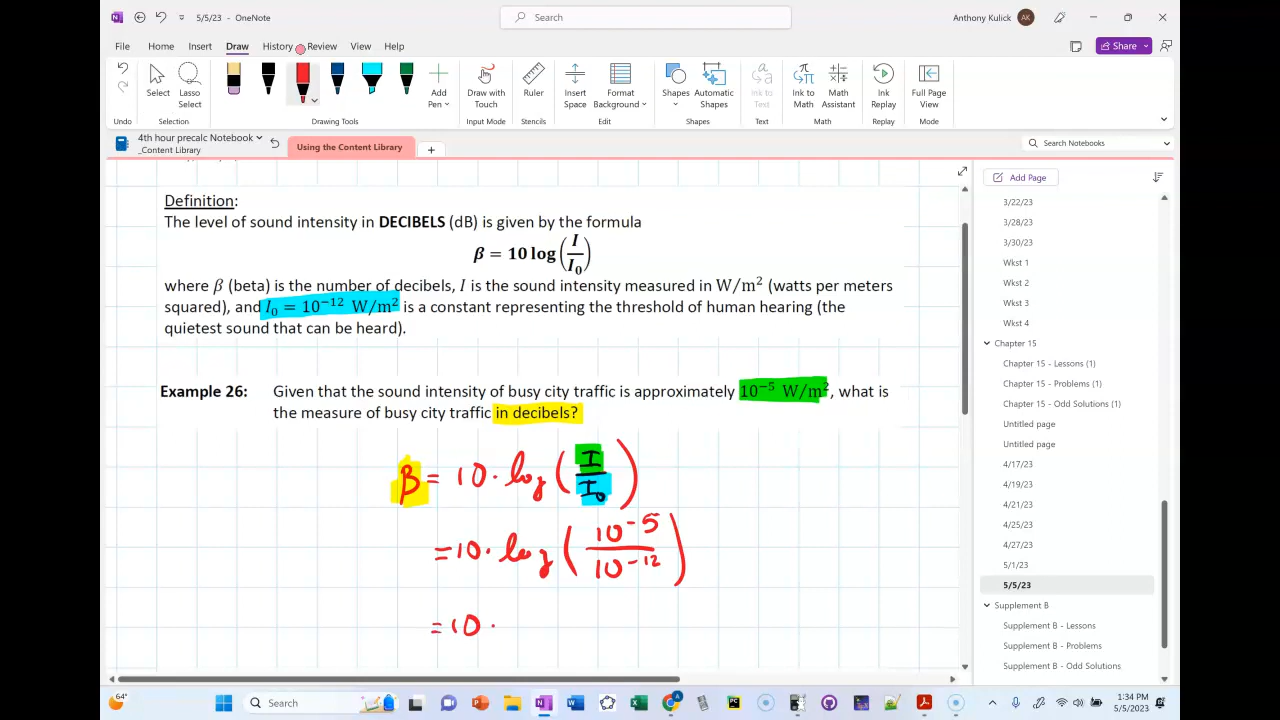 5/5/23 - OneNote
Search
Anthony Kulick
AK
File Home Insert Draw History Review View Help
Share
Undo
Select
Lasso Select
Selection
Add Pen
Drawing Tools
Draw with Touch
Input Mode
Ruler
Stencils
Insert Space
Format Background
Edit
Shapes
Automatic Shapes
Shapes
Ink to Text
Text
Ink to Math
Math Assistant
Math
Ink Replay
Replay
Full Page View
Mode
4th hour precalc Notebook
_Content Library
Using the Content Library
+
Search Notebooks
Definition:
The level of sound intensity in DECIBELS (dB) is given by the formula
β = 10 log(I/I₀)
where β (beta) is the number of decibels, I is the sound intensity measured in W/m² (watts per meters
squared), and I₀ = 10⁻¹² W/m² is a constant representing the threshold of human hearing (the
quietest sound that can be heard).
Example 26: Given that the sound intensity of busy city traffic is approximately 10⁻⁵ W/m², what is
the measure of busy city traffic in decibels?
β = 10 · log(I/I₀)
= 10 · log(10⁻⁵/10⁻¹²)
= 10 ·
Add Page
3/22/23
3/28/23
3/30/23
Wkst 1
Wkst 2
Wkst 3
Wkst 4
Chapter 15
Chapter 15 - Lessons (1)
Chapter 15 - Problems (1)
Chapter 15 - Odd Solutions (1)
Untitled page
Untitled page
4/17/23
4/19/23
4/21/23
4/25/23
4/27/23
5/1/23
5/5/23
Supplement B
Supplement B - Lessons
Supplement B - Problems
Supplement B - Odd Solutions
64°
Search
1:34 PM
5/5/2023